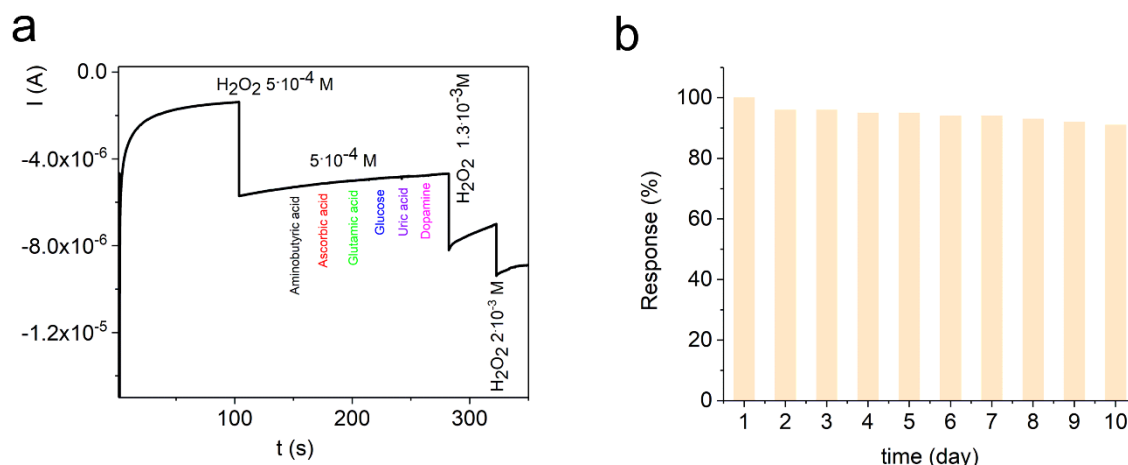 a
I (A)
0.0
-4.0x10⁻⁶
-8.0x10⁻⁶
-1.2x10⁻⁵
H₂O₂ 5·10⁻⁴ M
5·10⁻⁴ M
Aminobutyric acid
Ascorbic acid
Glutamic acid
Glucose
Uric acid
Dopamine
H₂O₂ 1.3·10⁻³M
H₂O₂ 2·10⁻³ M
100
200
300
t (s)
b
Response (%)
100
80
60
40
20
0
1 2 3 4 5 6 7 8 9 10
time (day)